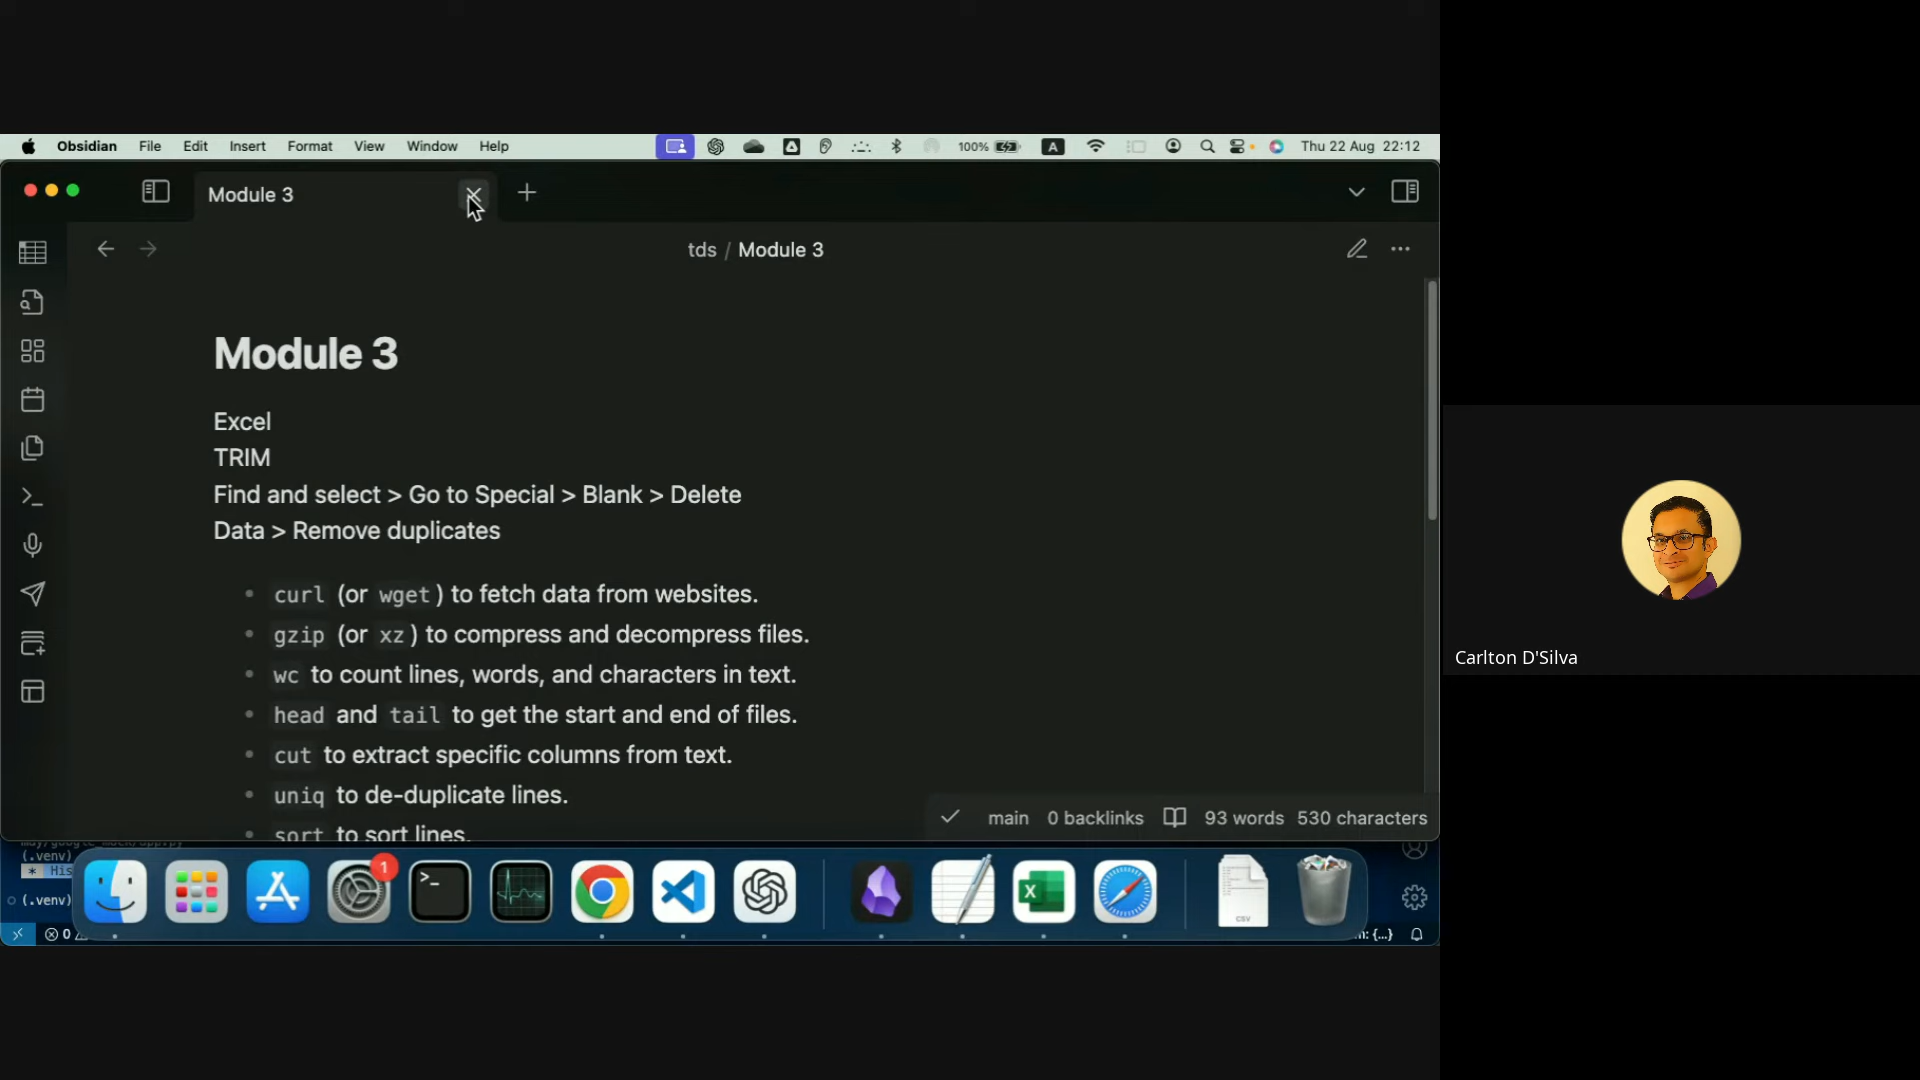 Obsidian File Edit Insert Format View Window Help 100% A Thu 22 Aug 22:12
Module 3
tds / Module 3
Module 3
Excel
TRIM
Find and select > Go to Special > Blank > Delete
Data > Remove duplicates
• curl (or wget) to fetch data from websites.
• gzip (or xz) to compress and decompress files.
• wc to count lines, words, and characters in text.
• head and tail to get the start and end of files.
• cut to extract specific columns from text.
• uniq to de-duplicate lines.
• sort to sort lines.
main 0 backlinks 93 words 530 characters
Carlton D'Silva
(.venv)
* His
1
(.venv)
CSV
0
{...}